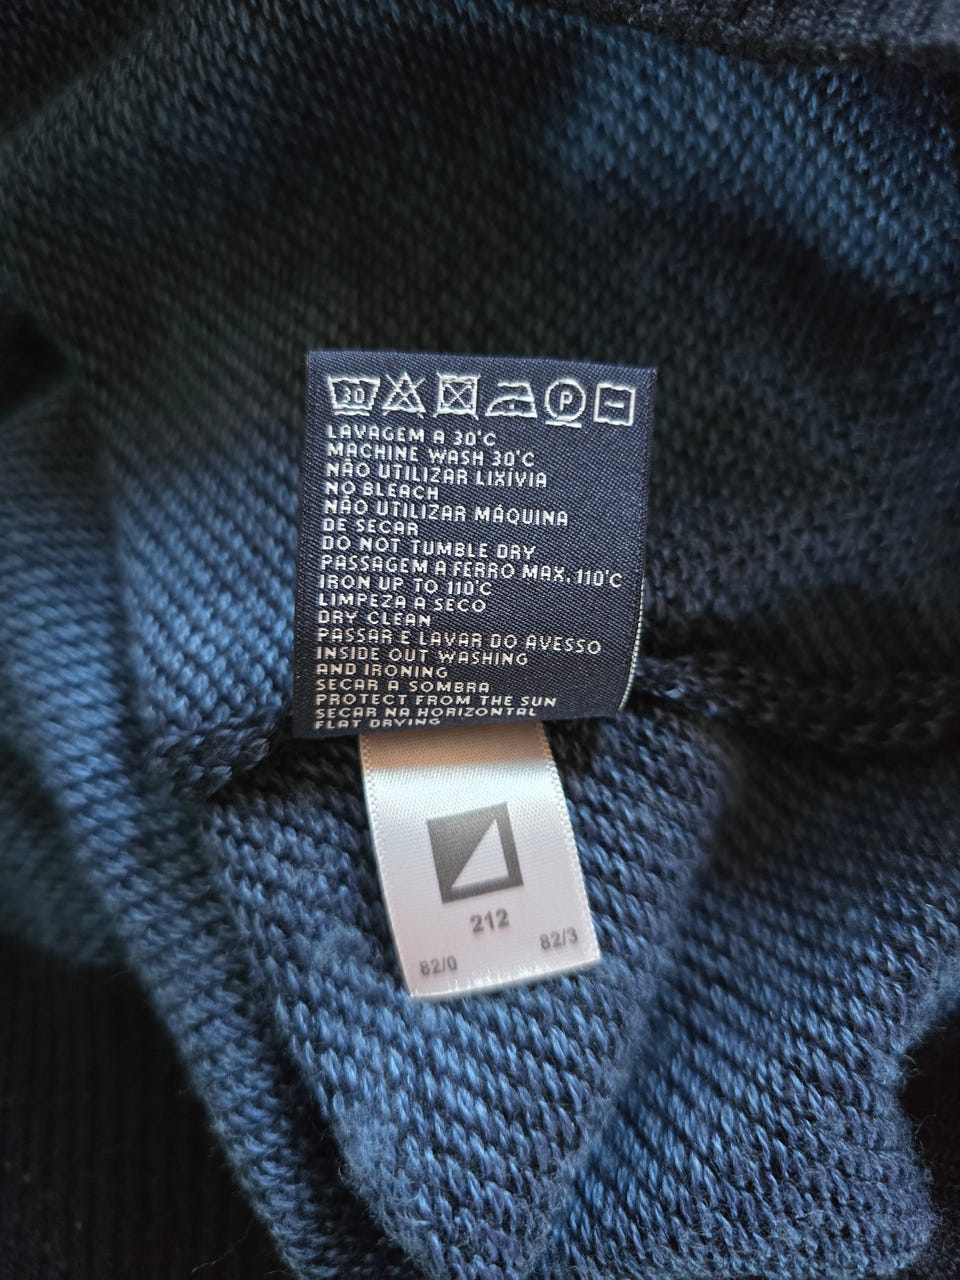 30 P
LAVAGEM A 30°C
MACHINE WASH 30°C
NÃO UTILIZAR LIXÍVIA
NO BLEACH
NÃO UTILIZAR MÁQUINA
DE SECAR
DO NOT TUMBLE DRY
PASSAGEM A FERRO MAX. 110°C
IRON UP TO 110°C
LIMPEZA A SECO
DRY CLEAN
PASSAR E LAVAR DO AVESSO
INSIDE OUT WASHING
AND IRONING
SECAR A SOMBRA
PROTECT FROM THE SUN
SECAR NA HORIZONTAL
FLAT DRYING
212
82/0 82/3